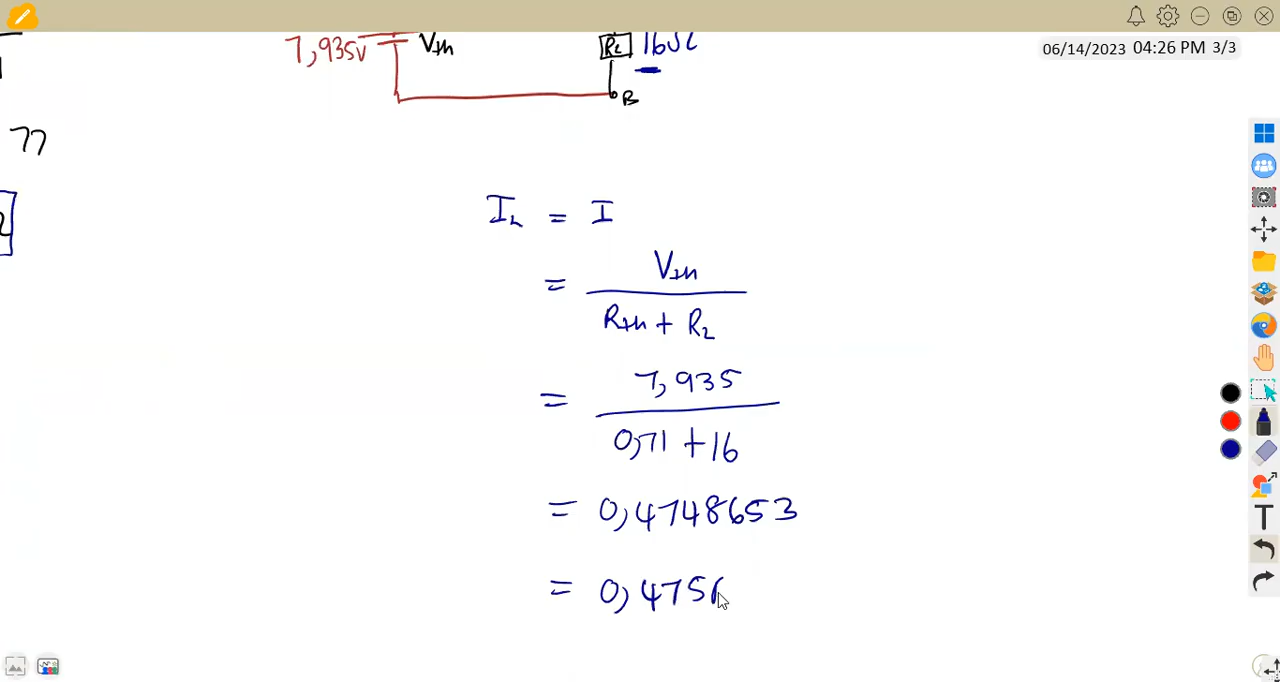 06/14/2023 04:26 PM 3/3
7,935V Vth RL 16Ω
B
77
IL = I
= Vth
Rth + RL
= 7,935
0,71 + 16
= 0,4748653
= 0,475
T